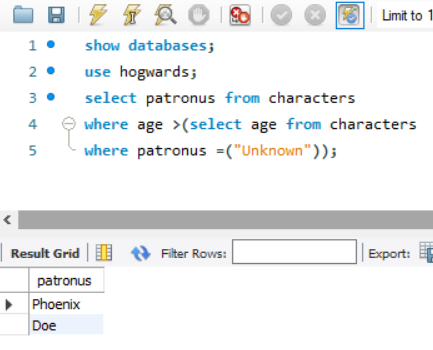 Limit to 1
1 show databases;
2 use hogwards;
3 select patronus from characters
4 where age >(select age from characters
5 where patronus =("Unknown"));
Result Grid Filter Rows: Export:
patronus
Phoenix
Doe